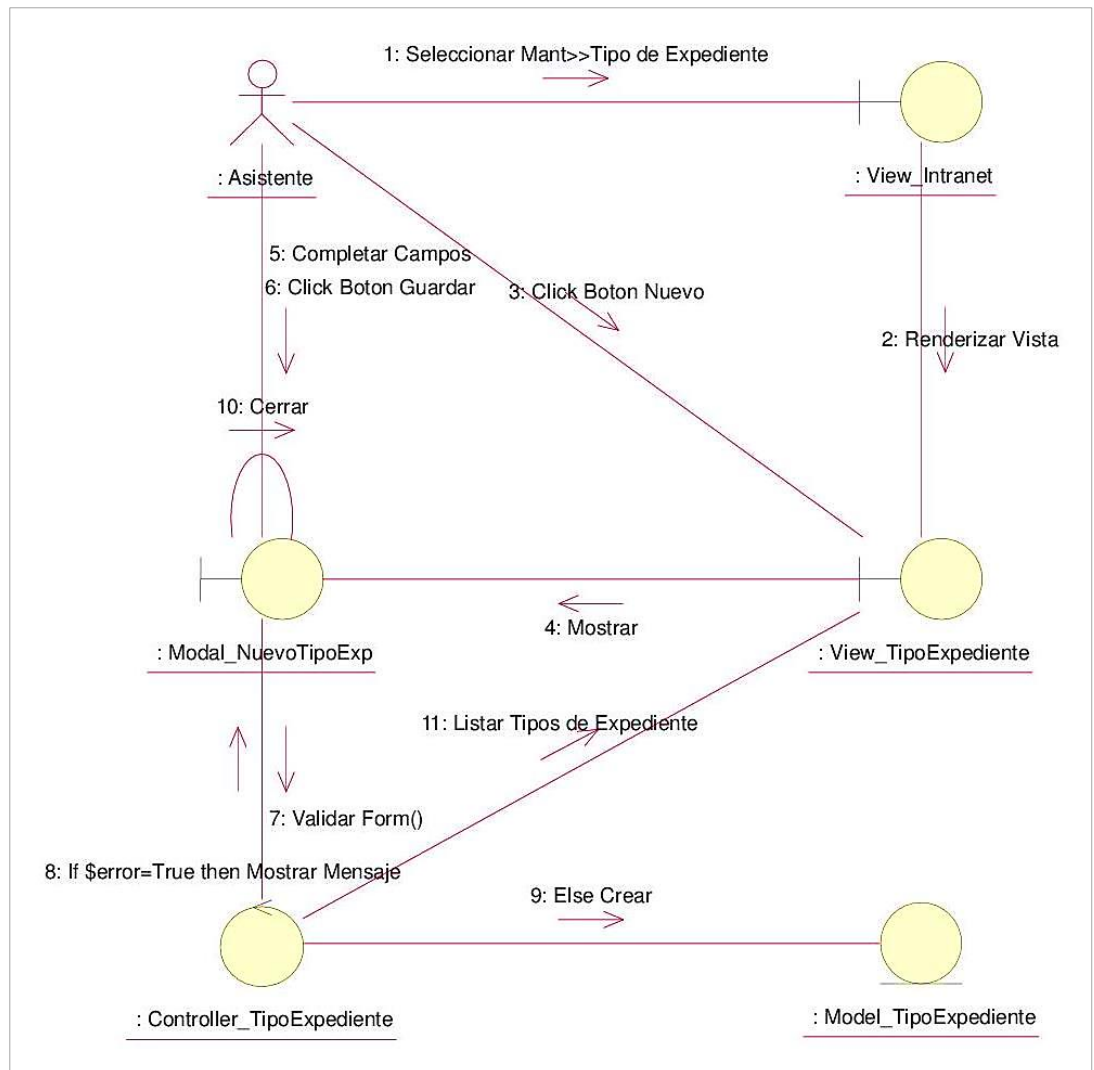 1: Seleccionar Mant>>Tipo de Expediente
: Asistente
: View_Intranet
5: Completar Campos
6: Click Boton Guardar
3: Click Boton Nuevo
2: Renderizar Vista
10: Cerrar
4: Mostrar
: Modal_NuevoTipoExp
: View_TipoExpediente
11: Listar Tipos de Expediente
7: Validar Form()
8: If $error=True then Mostrar Mensaje
9: Else Crear
: Controller_TipoExpediente
: Model_TipoExpediente